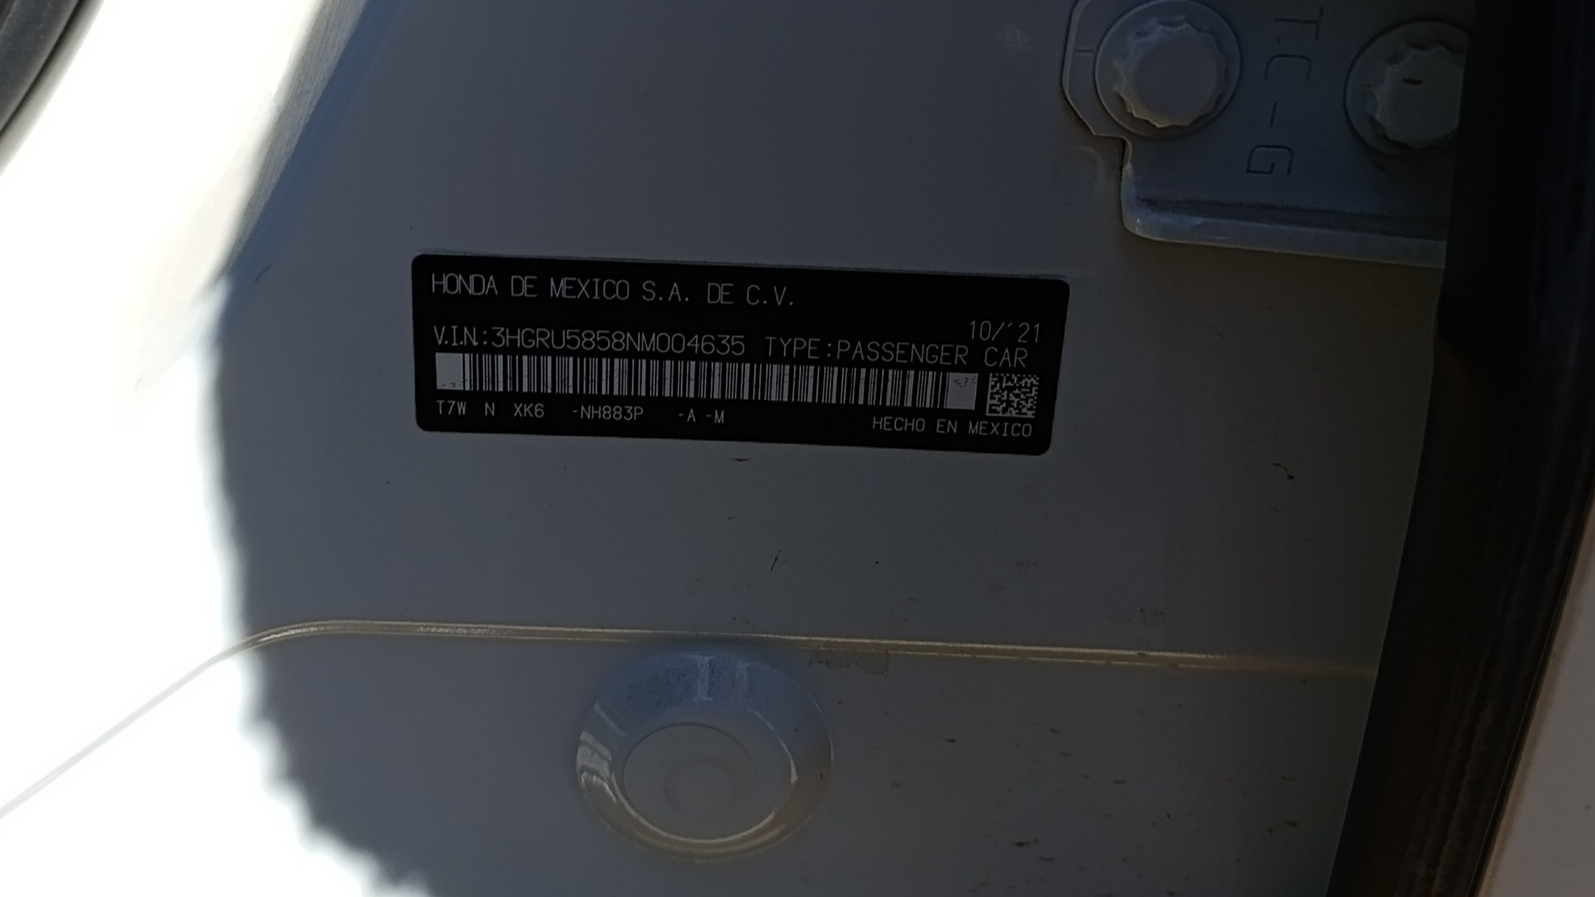 T.C-G
HONDA DE MEXICO S.A. DE C.V.
10/'21
V.I.N.:3HGRU5858NM004635 TYPE:PASSENGER CAR
T7W N XK6 -NH883P -A -M
HECHO EN MEXICO